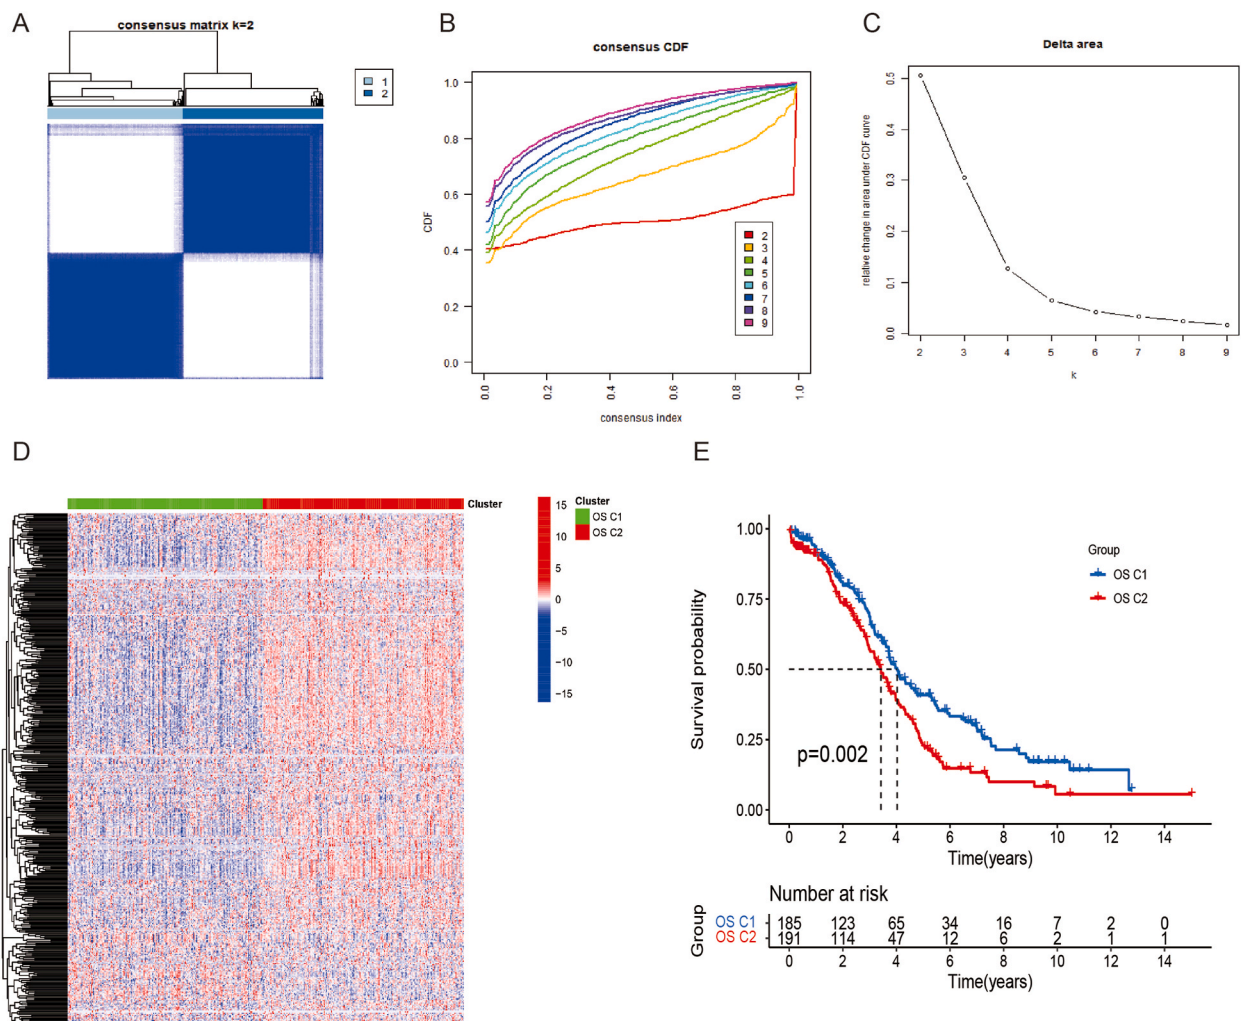 A
consensus matrix k=2
1
2
B
consensus CDF
CDF
1.0
0.8
0.6
0.4
0.2
0.0
2
3
4
5
6
7
8
9
0.0 0.2 0.4 0.6 0.8 1.0
consensus index
C
Delta area
relative change in area under CDF curve
0.5
0.4
0.3
0.2
0.1
0.0
2 3 4 5 6 7 8 9
k
D
Cluster
15
10
5
0
−5
−10
−15
Cluster
OS C1
OS C2
E
Survival probability
1.00
0.75
0.50
0.25
0.00
p=0.002
Group
OS C1
OS C2
0 2 4 6 8 10 12 14
Time(years)
Number at risk
Group
OS C1 185 123 65 34 16 7 2 0
OS C2 191 114 47 12 6 2 1 1
0 2 4 6 8 10 12 14
Time(years)